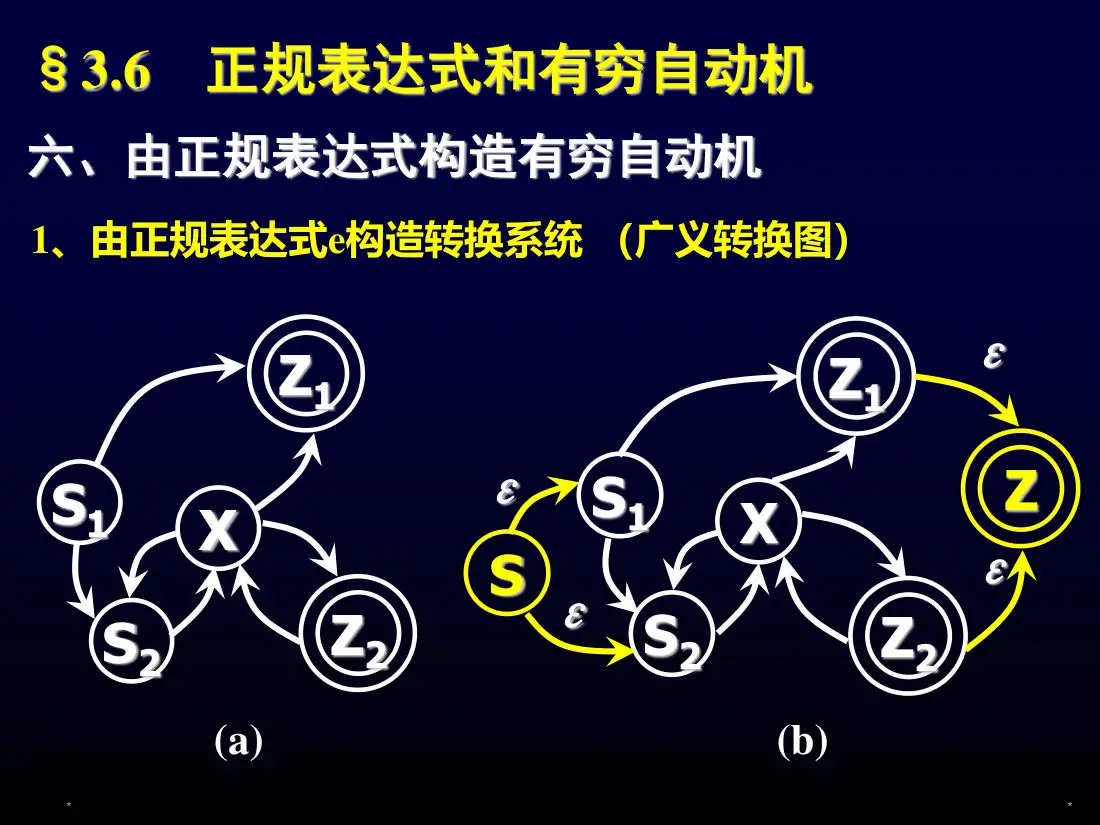 §3.6 正规表达式和有穷自动机
六、由正规表达式构造有穷自动机
1、由正规表达式e构造转换系统 （广义转换图）
Z1
S1
X
S2
Z2
(a)
Z1
ε
S1
ε
X
Z
S
ε
S2
ε
Z2
(b)
*
*